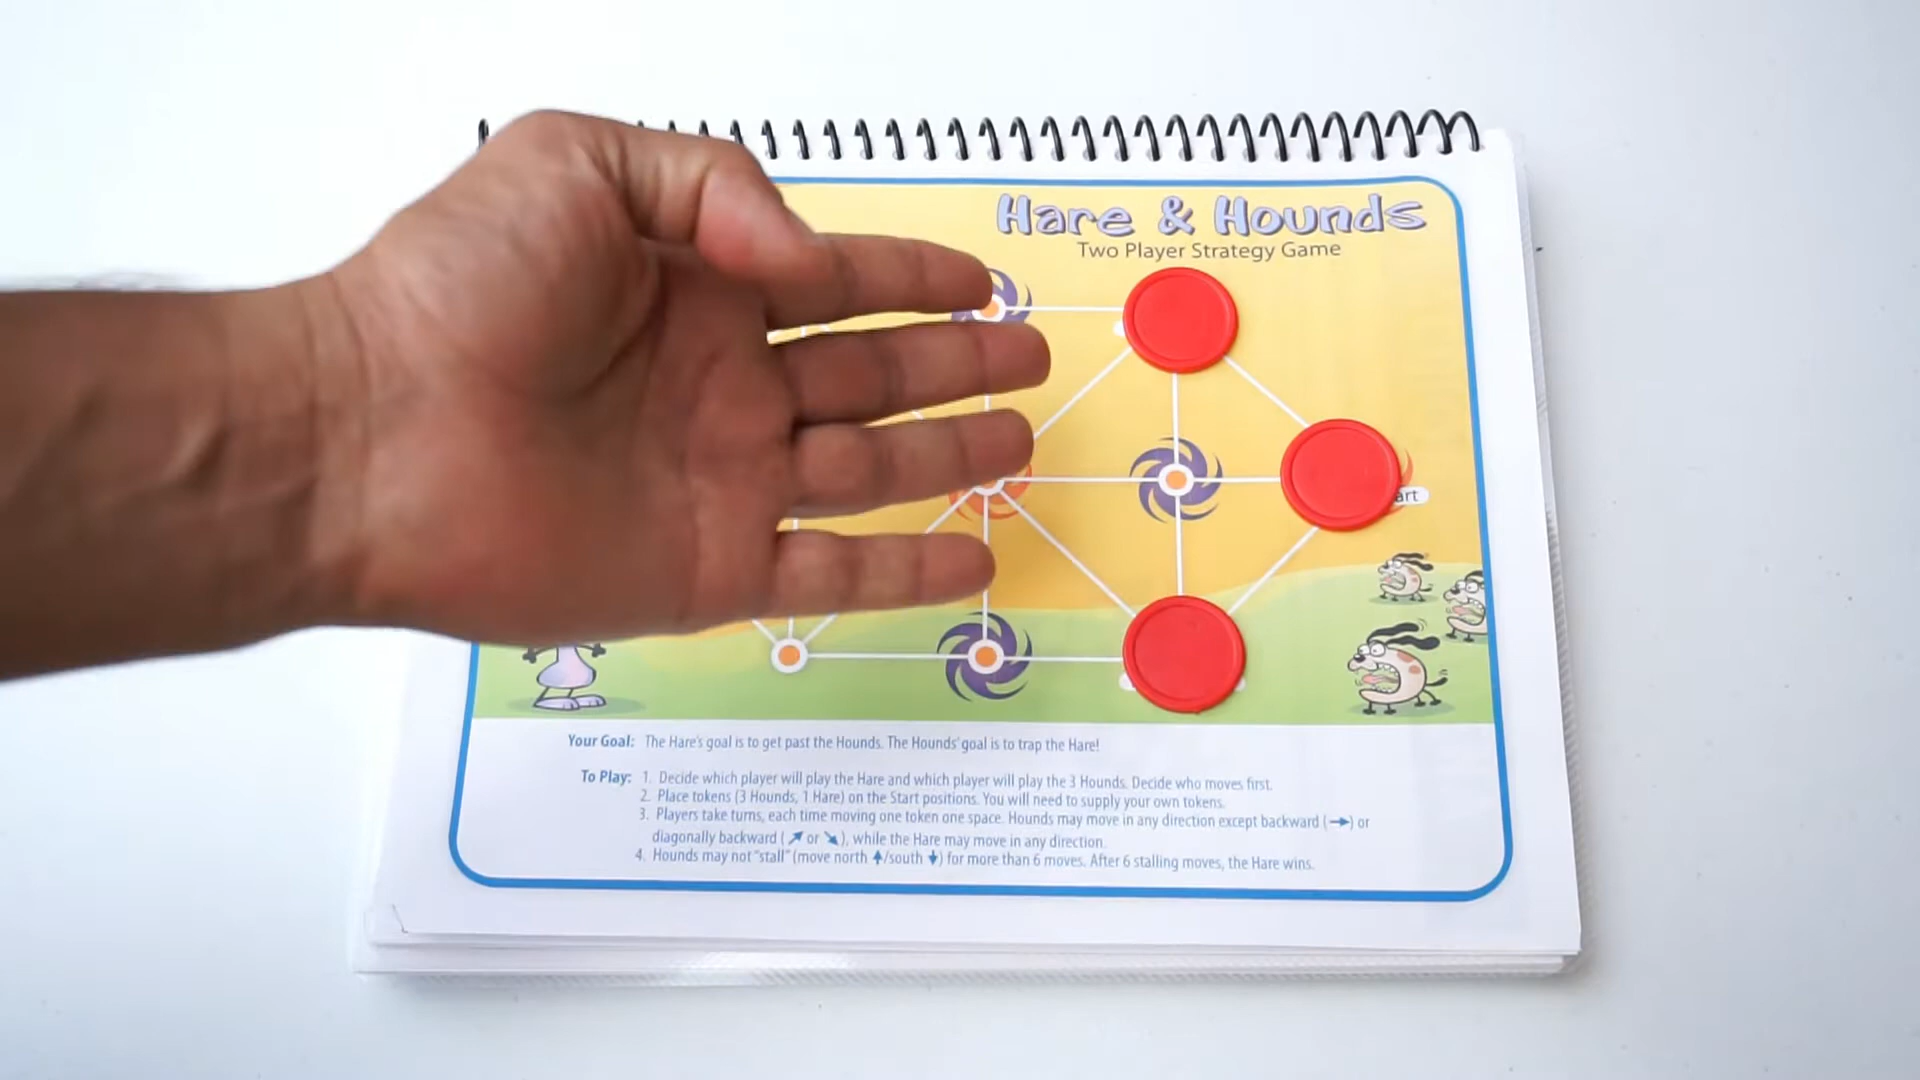 Hare & Hounds
Two Player Strategy Game
art
Your Goal: The Hare's goal is to get past the Hounds. The Hounds' goal is to trap the Hare!
To Play: 1. Decide which player will play the Hare and which player will play the 3 Hounds. Decide who moves first.
2. Place tokens (3 Hounds, 1 Hare) on the Start positions. You will need to supply your own tokens.
3. Players take turns, each time moving one token one space. Hounds may move in any direction except backward (→) or
diagonally backward (↗ or ↘), while the Hare may move in any direction.
4. Hounds may not "stall" (move north ↑/south ↓) for more than 6 moves. After 6 stalling moves, the Hare wins.